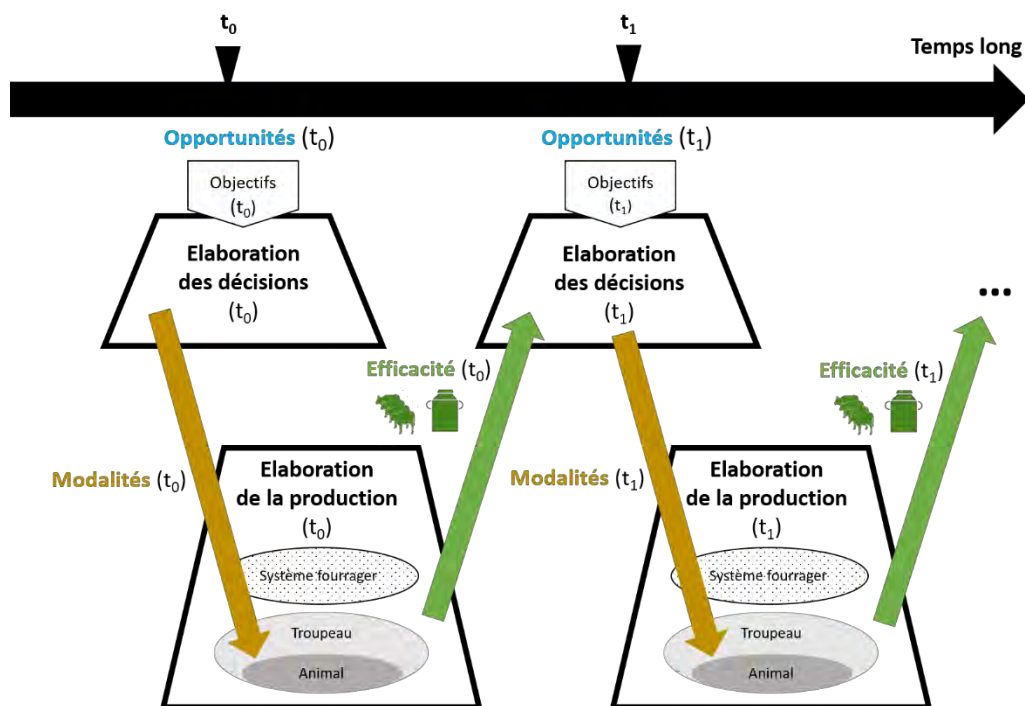 t0
t1
Temps long
Opportunités (t0)
Opportunités (t1)
Objectifs
(t0)
Objectifs
(t1)
Elaboration
des décisions
(t0)
Elaboration
des décisions
(t1)
...
Efficacité (t0)
Efficacité (t1)
Modalités (t0)
Elaboration
de la production
(t0)
Système fourrager
Troupeau
Animal
Modalités (t1)
Elaboration
de la production
(t1)
Système fourrager
Troupeau
Animal